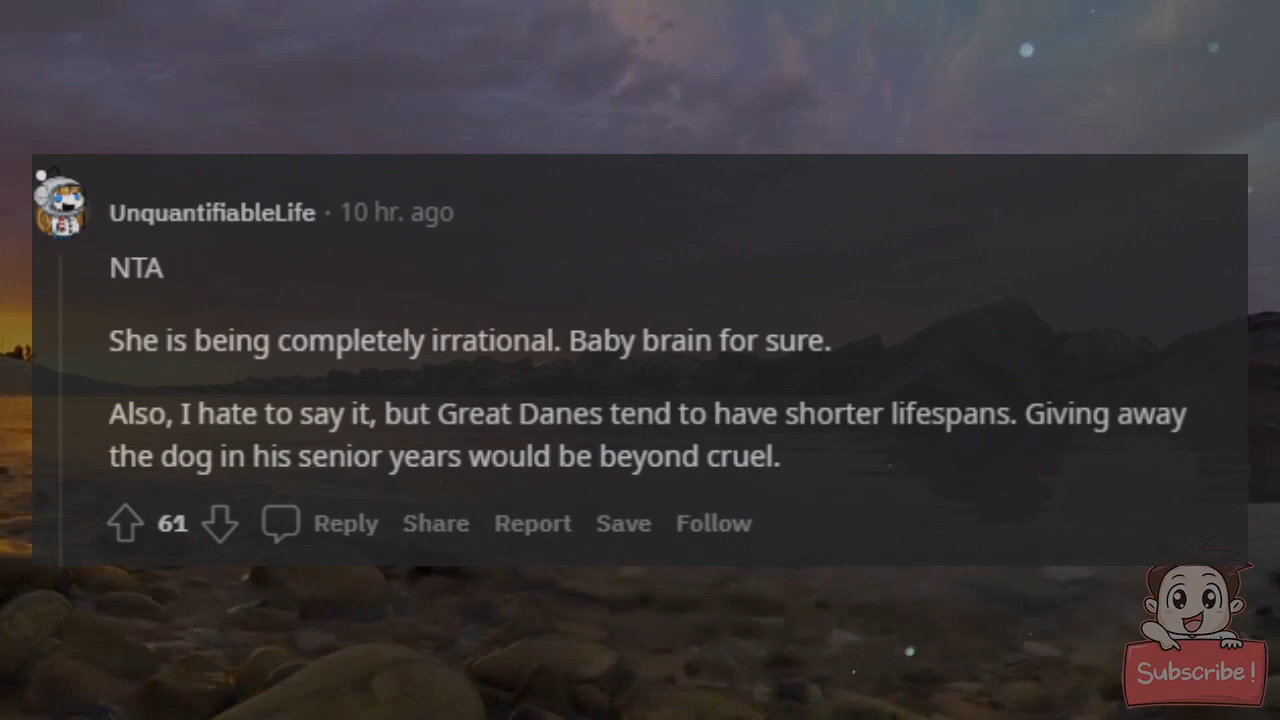 UnquantifiableLife · 10 hr. ago
NTA
She is being completely irrational. Baby brain for sure.
Also, I hate to say it, but Great Danes tend to have shorter lifespans. Giving away
the dog in his senior years would be beyond cruel.
61 Reply Share Report Save Follow
Subscribe!